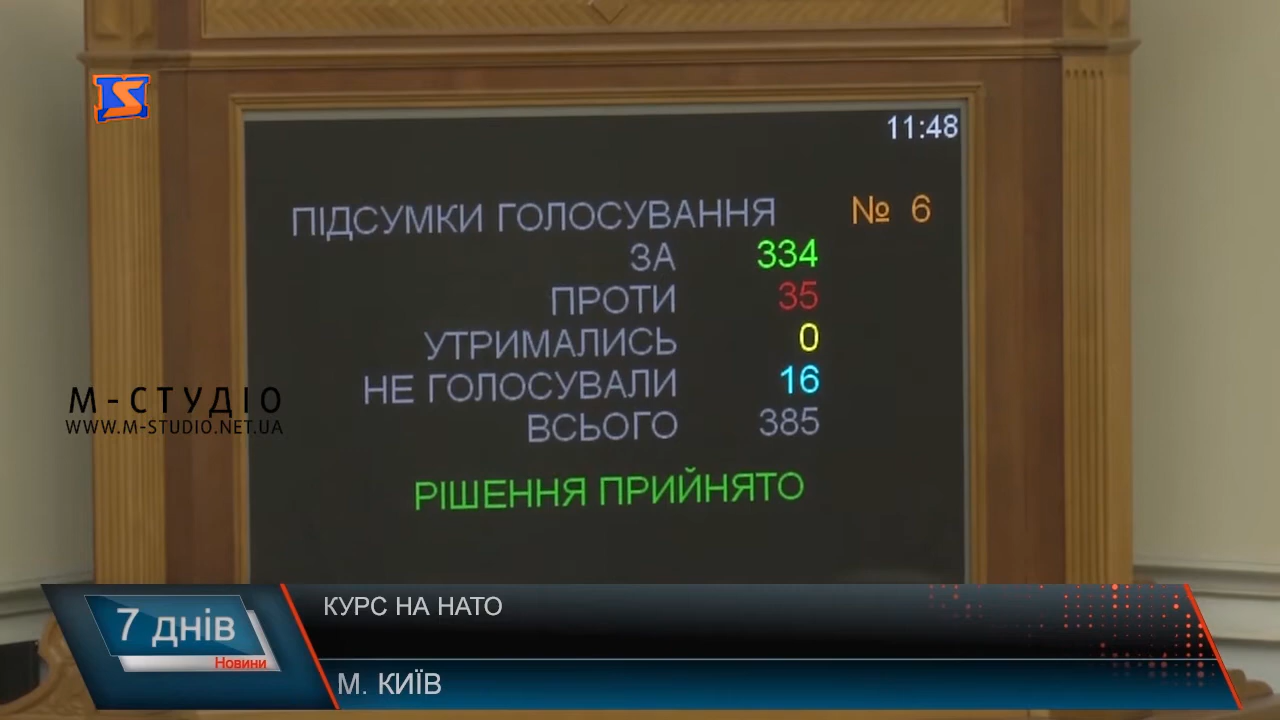 11:48
ПІДСУМКИ ГОЛОСУВАННЯ № 6
ЗА 334
ПРОТИ 35
УТРИМАЛИСЬ 0
НЕ ГОЛОСУВАЛИ 16
ВСЬОГО 385
РІШЕННЯ ПРИЙНЯТО
М-СТУДІО
WWW.M-STUDIO.NET.UA
7 днів
Новини
КУРС НА НАТО
М. КИЇВ